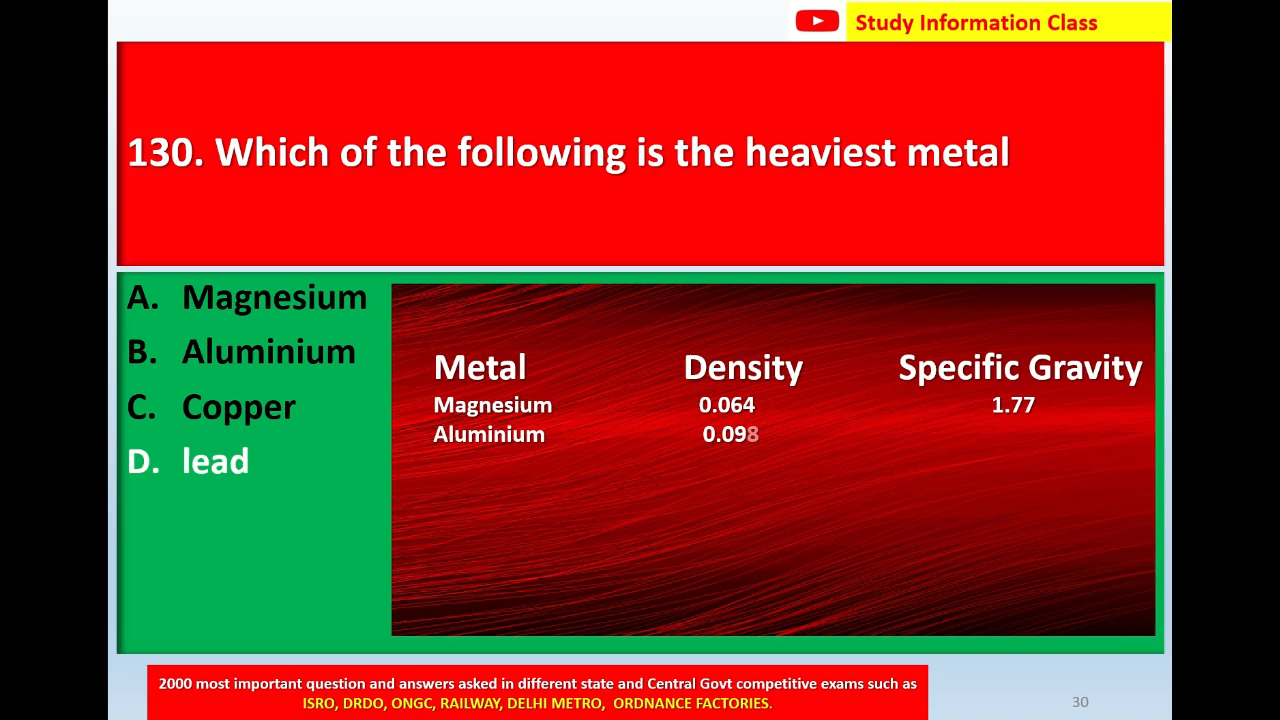 Study Information Class
130. Which of the following is the heaviest metal
A. Magnesium
B. Aluminium
C. Copper
D. lead
Metal Density Specific Gravity
Magnesium 0.064 1.77
Aluminium 0.098
2000 most important question and answers asked in different state and Central Govt competitive exams such as
ISRO, DRDO, ONGC, RAILWAY, DELHI METRO, ORDNANCE FACTORIES.
30